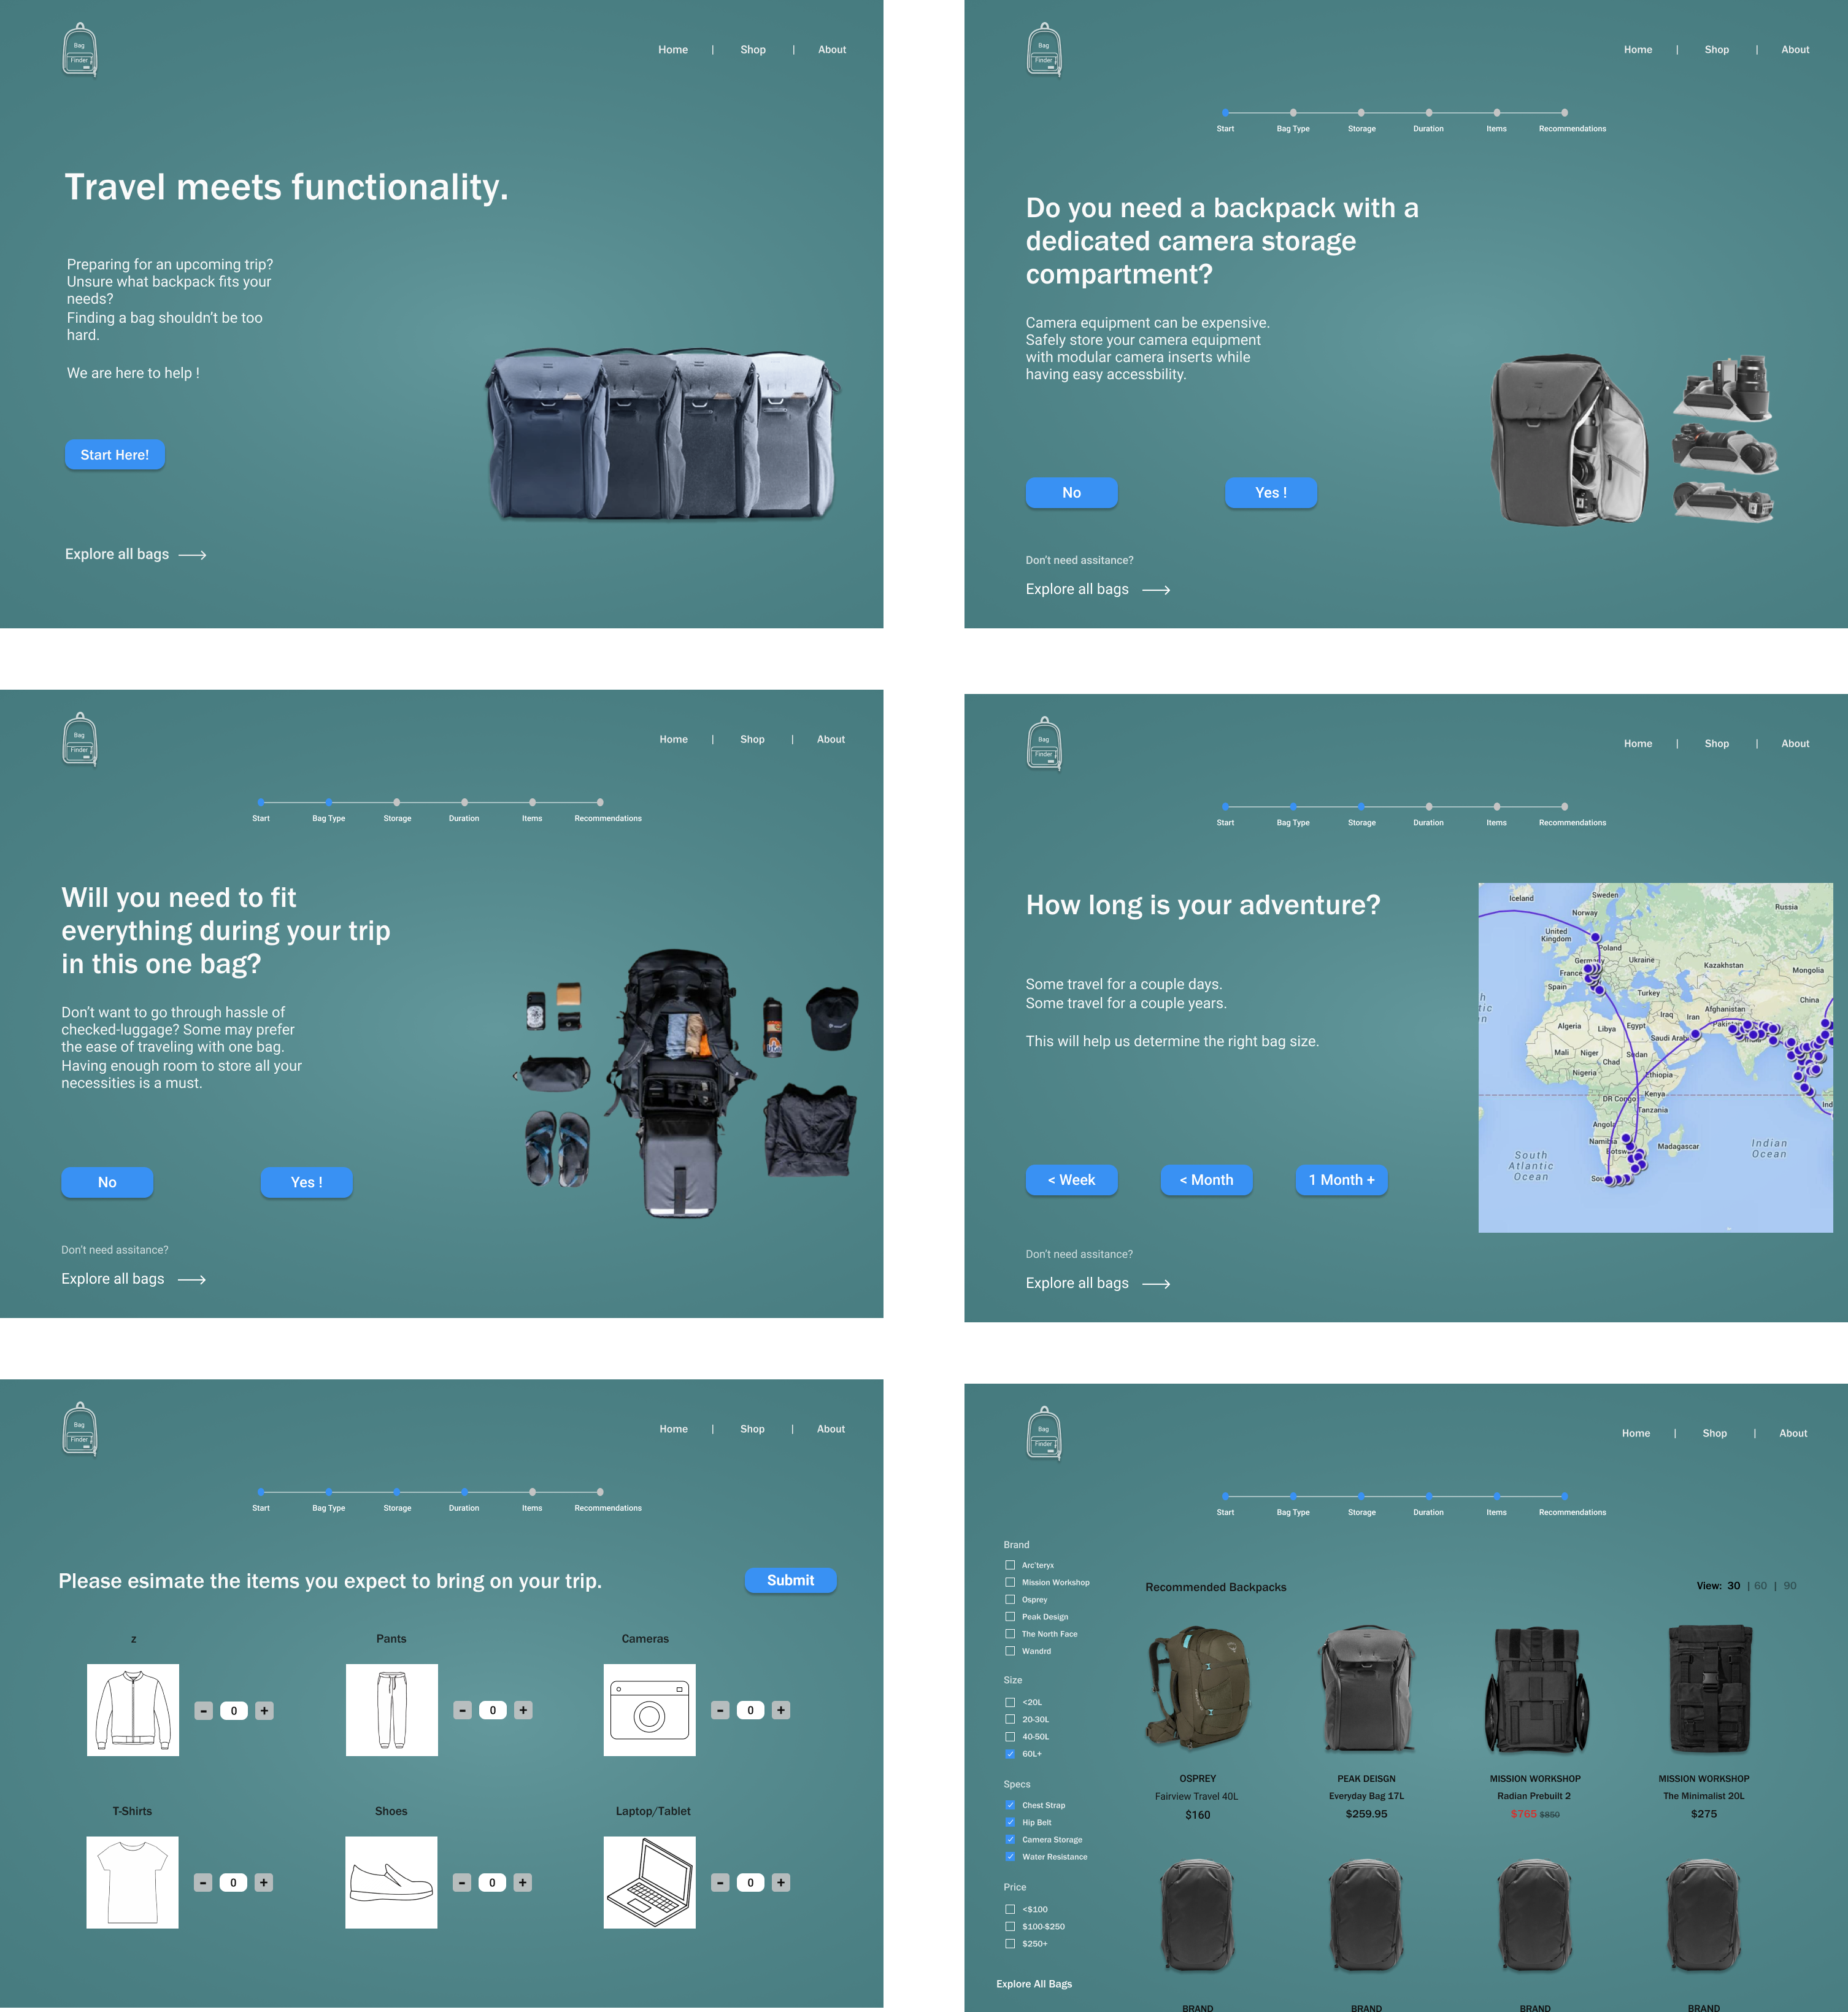 Bag
Finder
Home | Shop | About
Travel meets functionality.
Preparing for an upcoming trip?
Unsure what backpack fits your
needs?
Finding a bag shouldn't be too
hard.
We are here to help !
Start Here!
Explore all bags
Bag
Finder
Home | Shop | About
Start Bag Type Storage Duration Items Recommendations
Do you need a backpack with a
dedicated camera storage
compartment?
Camera equipment can be expensive.
Safely store your camera equipment
with modular camera inserts while
having easy accessbility.
No Yes !
Don't need assitance?
Explore all bags
Bag
Finder
Home | Shop | About
Start Bag Type Storage Duration Items Recommendations
Will you need to fit
everything during your trip
in this one bag?
Don't want to go through hassle of
checked-luggage? Some may prefer
the ease of traveling with one bag.
Having enough room to store all your
necessities is a must.
No Yes !
Don't need assitance?
Explore all bags
Bag
Finder
Home | Shop | About
Start Bag Type Storage Duration Items Recommendations
How long is your adventure?
Some travel for a couple days.
Some travel for a couple years.
This will help us determine the right bag size.
< Week < Month 1 Month +
Don't need assitance?
Explore all bags
Iceland
Sweden
Russia
Norway
United
Kingdom
Poland
Germany
Ukraine
France
Kazakhstan
Mongolia
Spain
Turkey
China
Afghanistan
Iraq
Iran
Algeria
Libya
Egypt
Saudi Arab
Mali
Niger
Chad
Sudan
Nigeria
Ethiopia
DR Congo
Kenya
Tanzania
Angola
Ind
Namibia
Botsw
Madagascar
Indian
Ocean
South
Atlantic
Ocean
Sou
Bag
Finder
Home | Shop | About
Start Bag Type Storage Duration Items Recommendations
Please esimate the items you expect to bring on your trip.
Submit
z Pants Cameras
- 0 + - 0 + - 0 +
T-Shirts Shoes Laptop/Tablet
- 0 + - 0 + - 0 +
Bag
Finder
Home | Shop | About
Start Bag Type Storage Duration Items Recommendations
Brand
Arc'teryx
Mission Workshop
Osprey
Peak Design
The North Face
Wandrd
Size
<20L
20-30L
40-50L
60L+
Specs
Chest Strap
Hip Belt
Camera Storage
Water Resistance
Price
<$100
$100-$250
$250+
Explore All Bags
Recommended Backpacks
View: 30 | 60 | 90
OSPREY
Fairview Travel 40L
$160
PEAK DEISGN
Everyday Bag 17L
$259.95
MISSION WORKSHOP
Radian Prebuilt 2
$765 $850
MISSION WORKSHOP
The Minimalist 20L
$275
BRAND BRAND BRAND BRAND